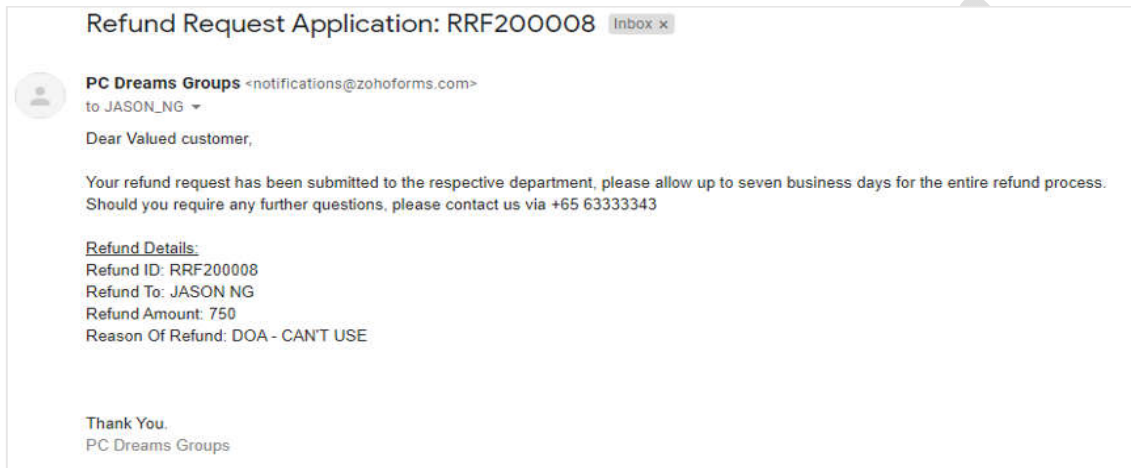 Refund Request Application: RRF200008 Inbox x
PC Dreams Groups <notifications@zohoforms.com>
to JASON_NG
Dear Valued customer,
Your refund request has been submitted to the respective department, please allow up to seven business days for the entire refund process.
Should you require any further questions, please contact us via +65 63333343
Refund Details:
Refund ID: RRF200008
Refund To: JASON NG
Refund Amount: 750
Reason Of Refund: DOA - CAN'T USE
Thank You.
PC Dreams Groups